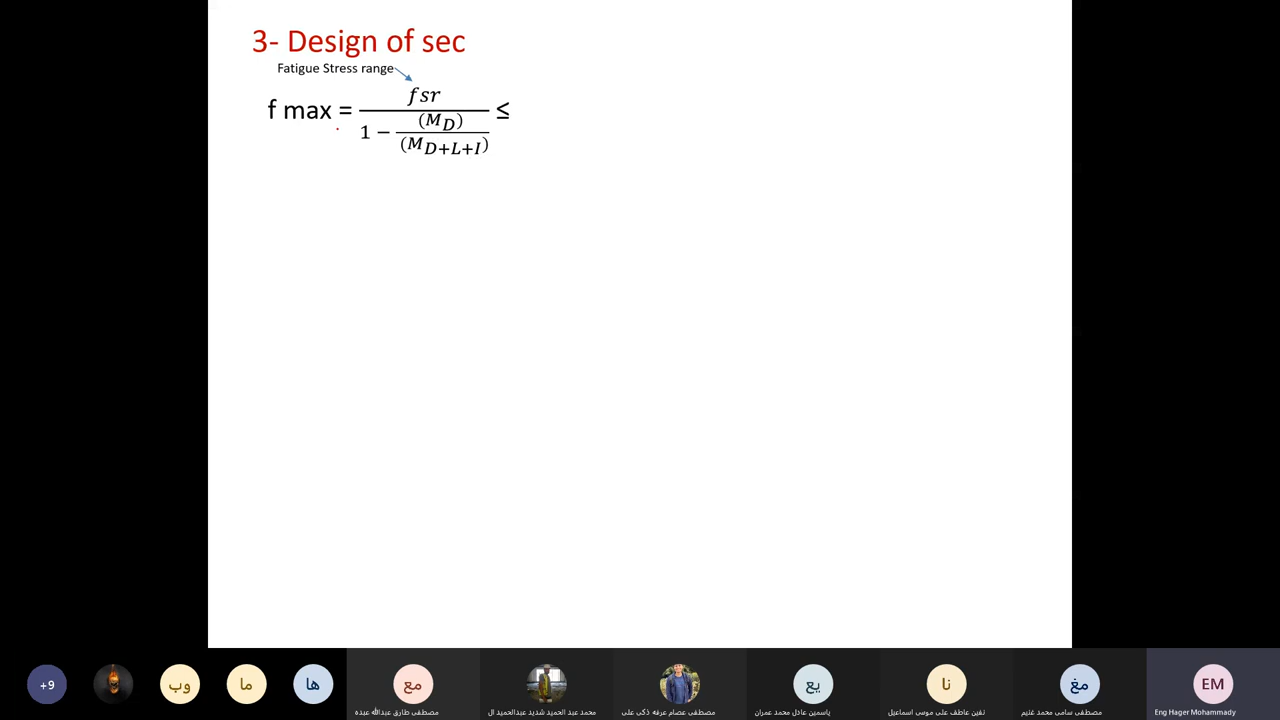 3- Design of sec
Fatigue Stress range
f max = fsr / (1 − (M_D) / (M_D+L+I)) ≤
+9
وب
ما
ها
مع
يع
نا
مغ
EM
مصطفى طارق عبدالله عبده
محمد عبد الحميد شديد عبدالحميد ال
مصطفى عصام عرفه ذكى على
ياسمين عادل محمد عمران
نفين عاطف على موسى اسماعيل
مصطفى سامى محمد غنيم
Eng Hager Mohammady